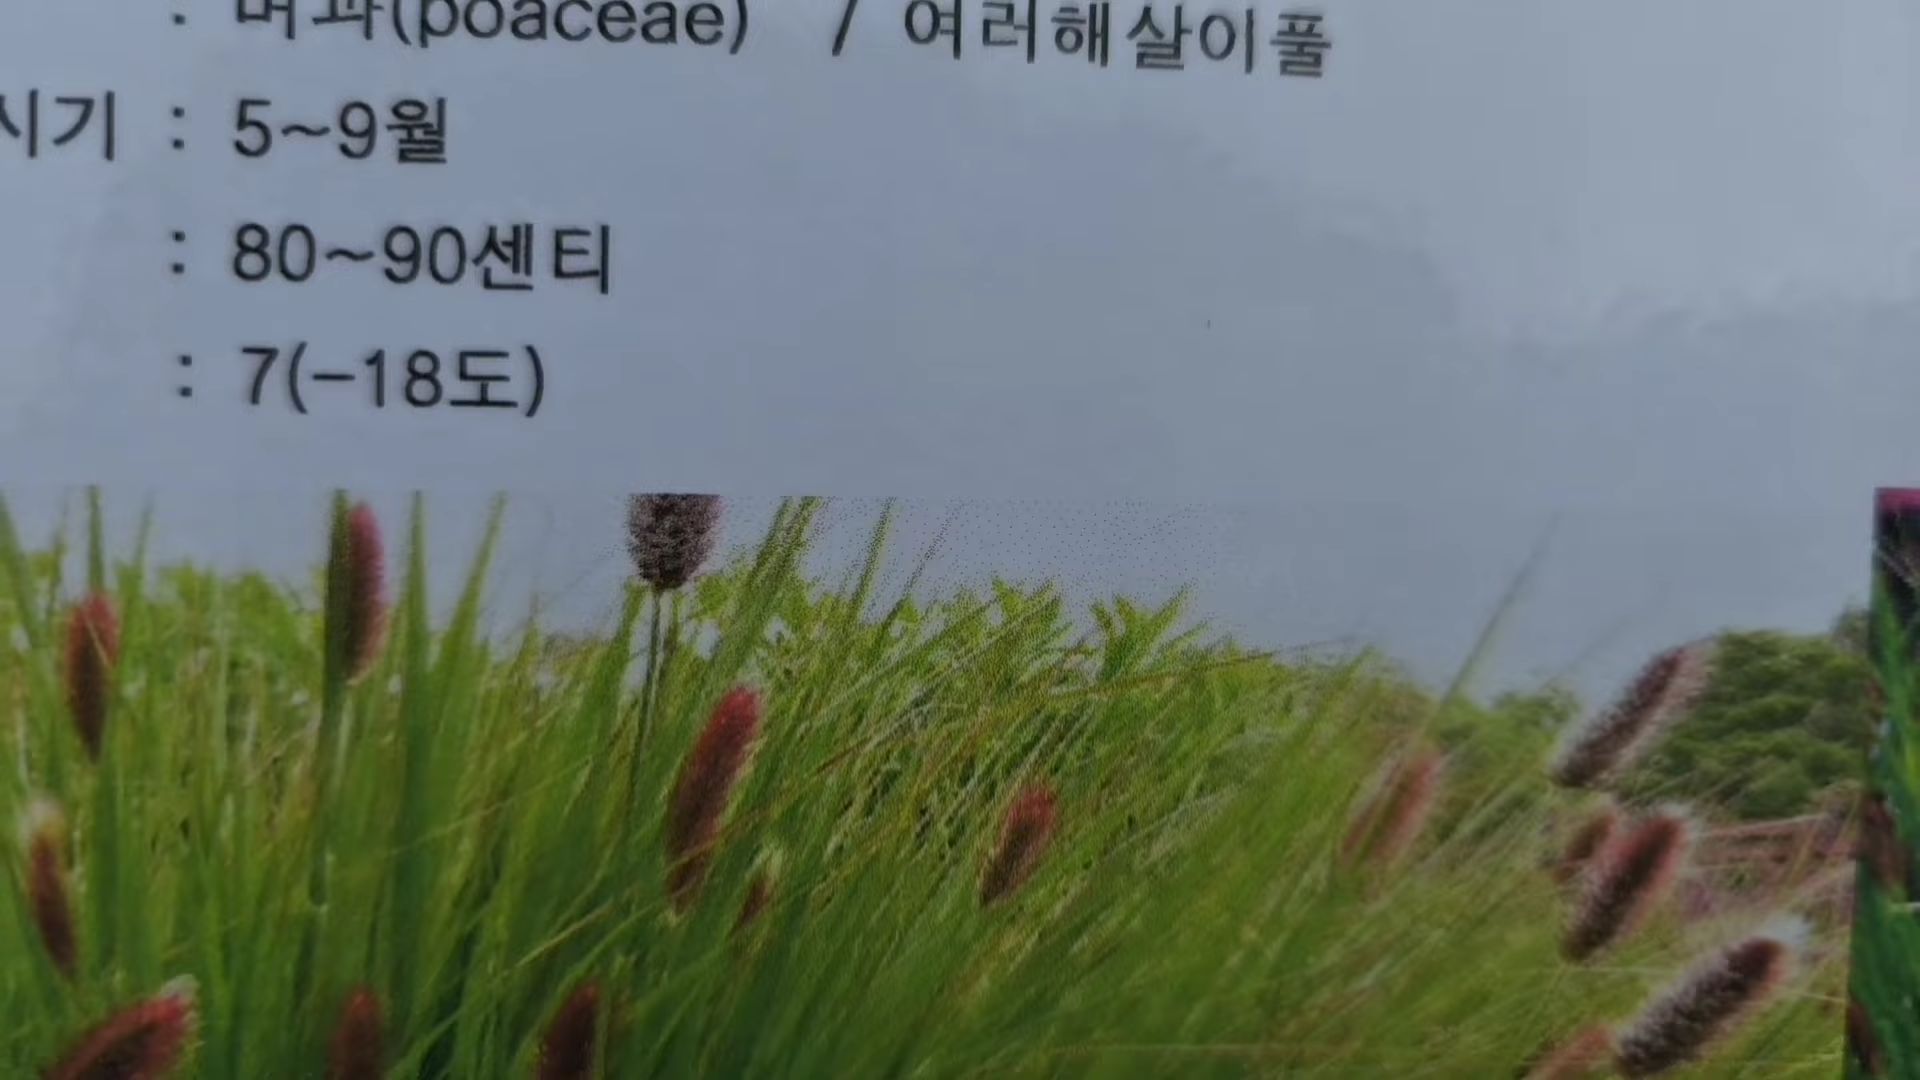 : 벼과(poaceae) / 여러해살이풀
시기 : 5~9월
: 80~90센티
: 7(-18도)